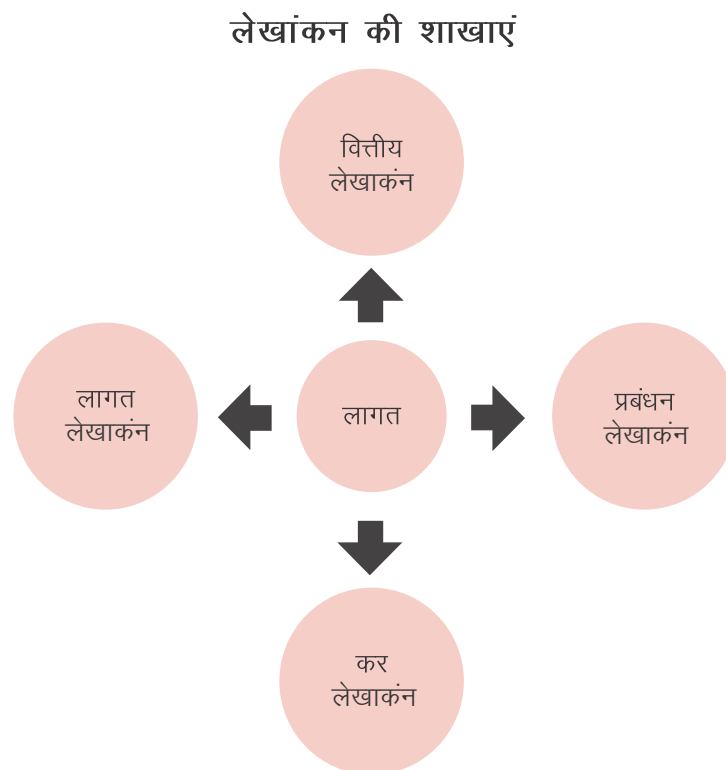 लेखांकन की शाखाएं
वित्तीय
लेखाकंन
लागत
लेखाकंन
लागत
प्रबंधन
लेखाकंन
कर
लेखाकंन